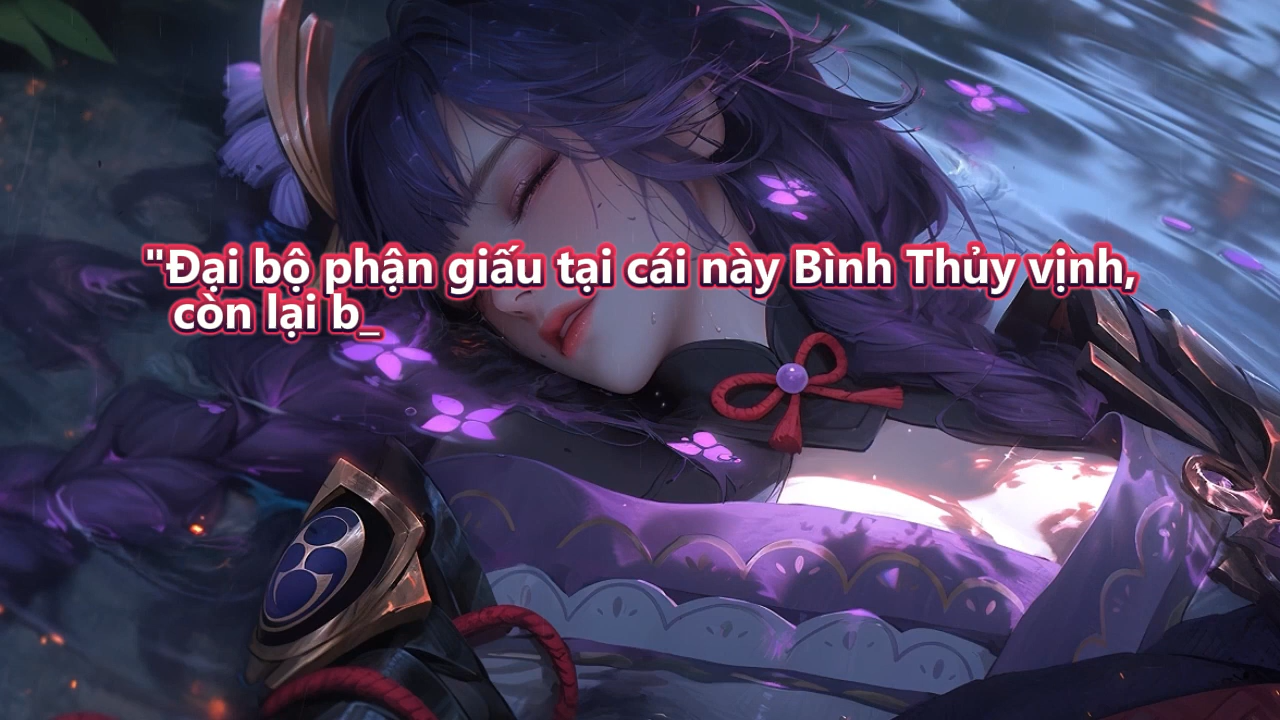 "Đại bộ phận giấu tại cái này Bình Thủy vịnh,
còn lại b_